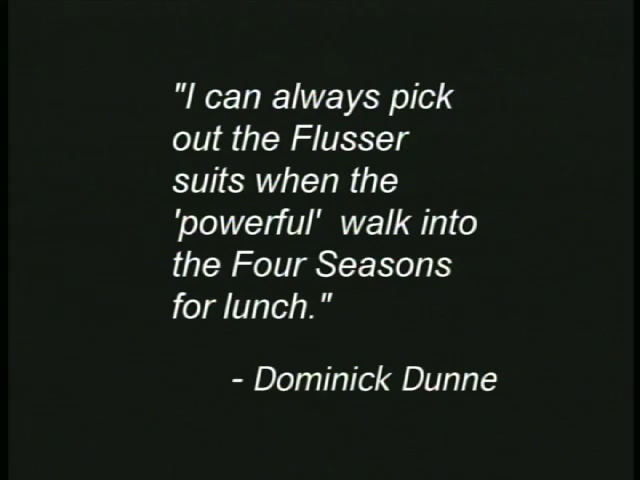 "I can always pick
out the Flusser
suits when the
'powerful'  walk into
the Four Seasons
for lunch."
- Dominick Dunne